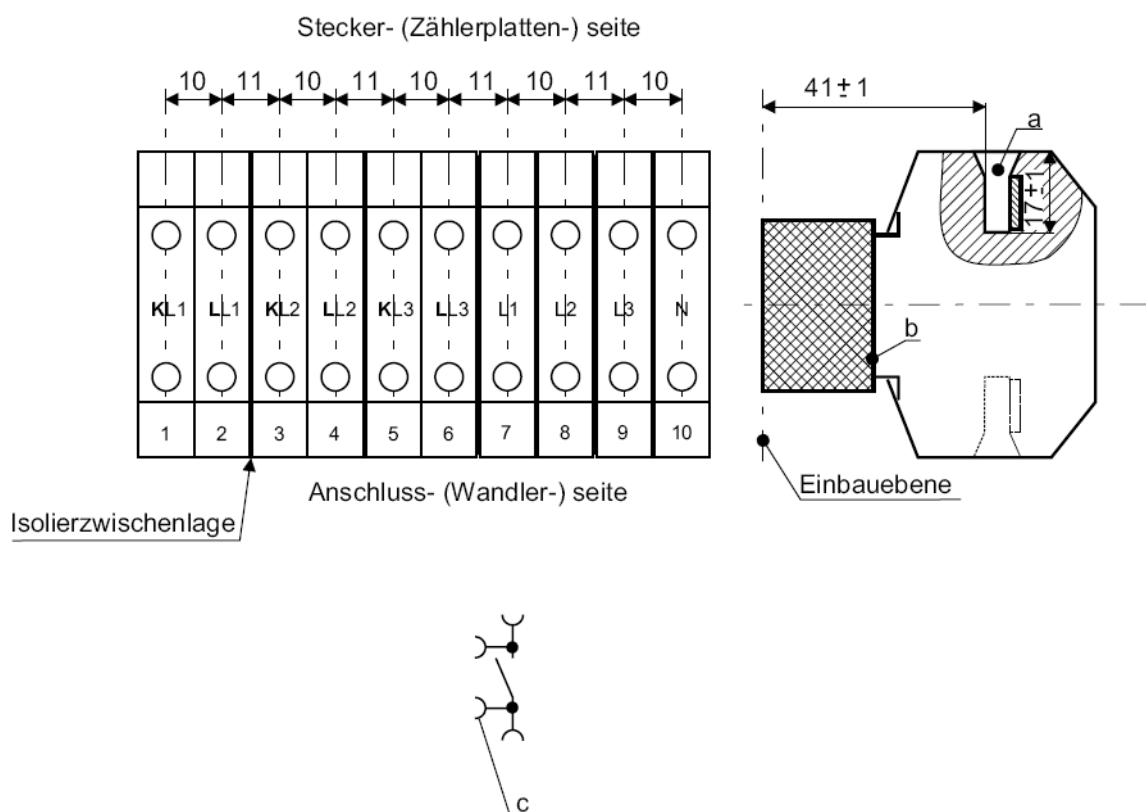 Stecker- (Zählerplatten-) seite
10 11 10 11 10 11 10 11 10
41±1
a
17±1
KL1 LL1 KL2 LL2 KL3 LL3 L1 L2 L3 N
b
1 2 3 4 5 6 7 8 9 10
Anschluss- (Wandler-) seite
Einbauebene
Isolierzwischenlage
c